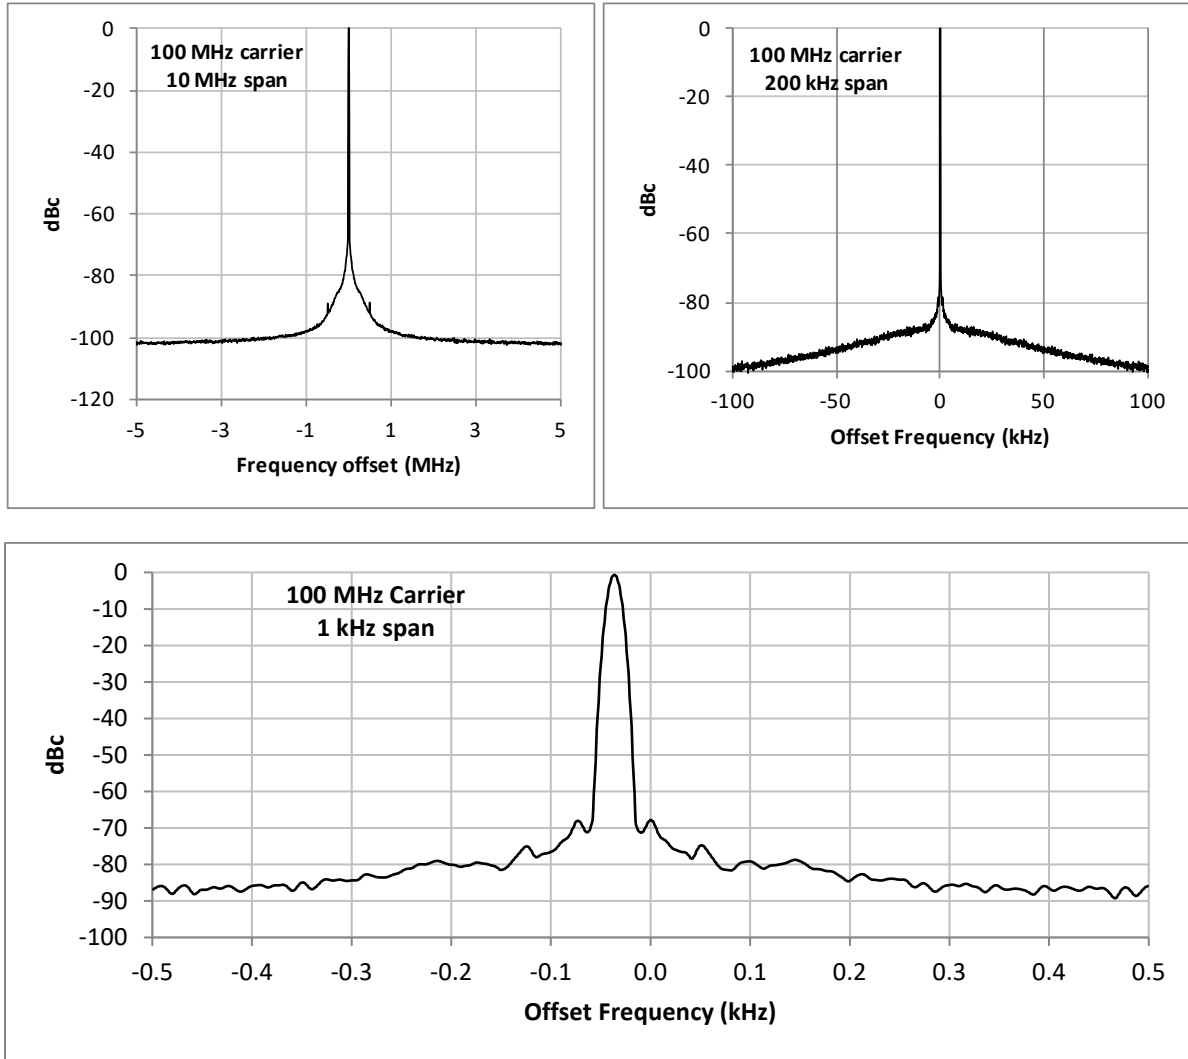 100 MHz carrier
10 MHz span
dBc
0
-20
-40
-60
-80
-100
-120
-5 -3 -1 1 3 5
Frequency offset (MHz)
100 MHz carrier
200 kHz span
dBc
0
-20
-40
-60
-80
-100
-100 -50 0 50 100
Offset Frequency (kHz)
100 MHz Carrier
1 kHz span
dBc
0
-10
-20
-30
-40
-50
-60
-70
-80
-90
-100
-0.5 -0.4 -0.3 -0.2 -0.1 0.0 0.1 0.2 0.3 0.4 0.5
Offset Frequency (kHz)